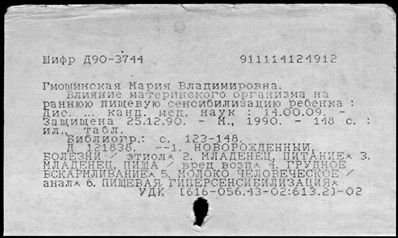 Шифр Д90-3744 911114124912
Гмошинская Мария Владимировна.
Влияние материнского организма на
раннюю пищевую сенсибилизацию ребенка :
Дис. ... канд. мед. наук : 14.00.09. -
Защищена 25.12.90. - М., 1990. - 148 с. :
ил., табл.
Библиогр.: с. 123-148.
Д 121838. --1. НОВОРОЖДЕННЫЙ,
БОЛЕЗНИ / этиол* 2. МЛАДЕНЕЦ, ПИТАНИЕ* 3.
МЛАДЕНЕЦ, ПИЩА / вред возд* 4. ГРУДНОЕ
ВСКАРМЛИВАНИЕ* 5. МОЛОКО ЧЕЛОВЕЧЕСКОЕ /
анал* 6. ПИЩЕВАЯ ГИПЕРСЕНСИБИЛИЗАЦИЯ*
УДК [616-056.43-02:613.2]-02